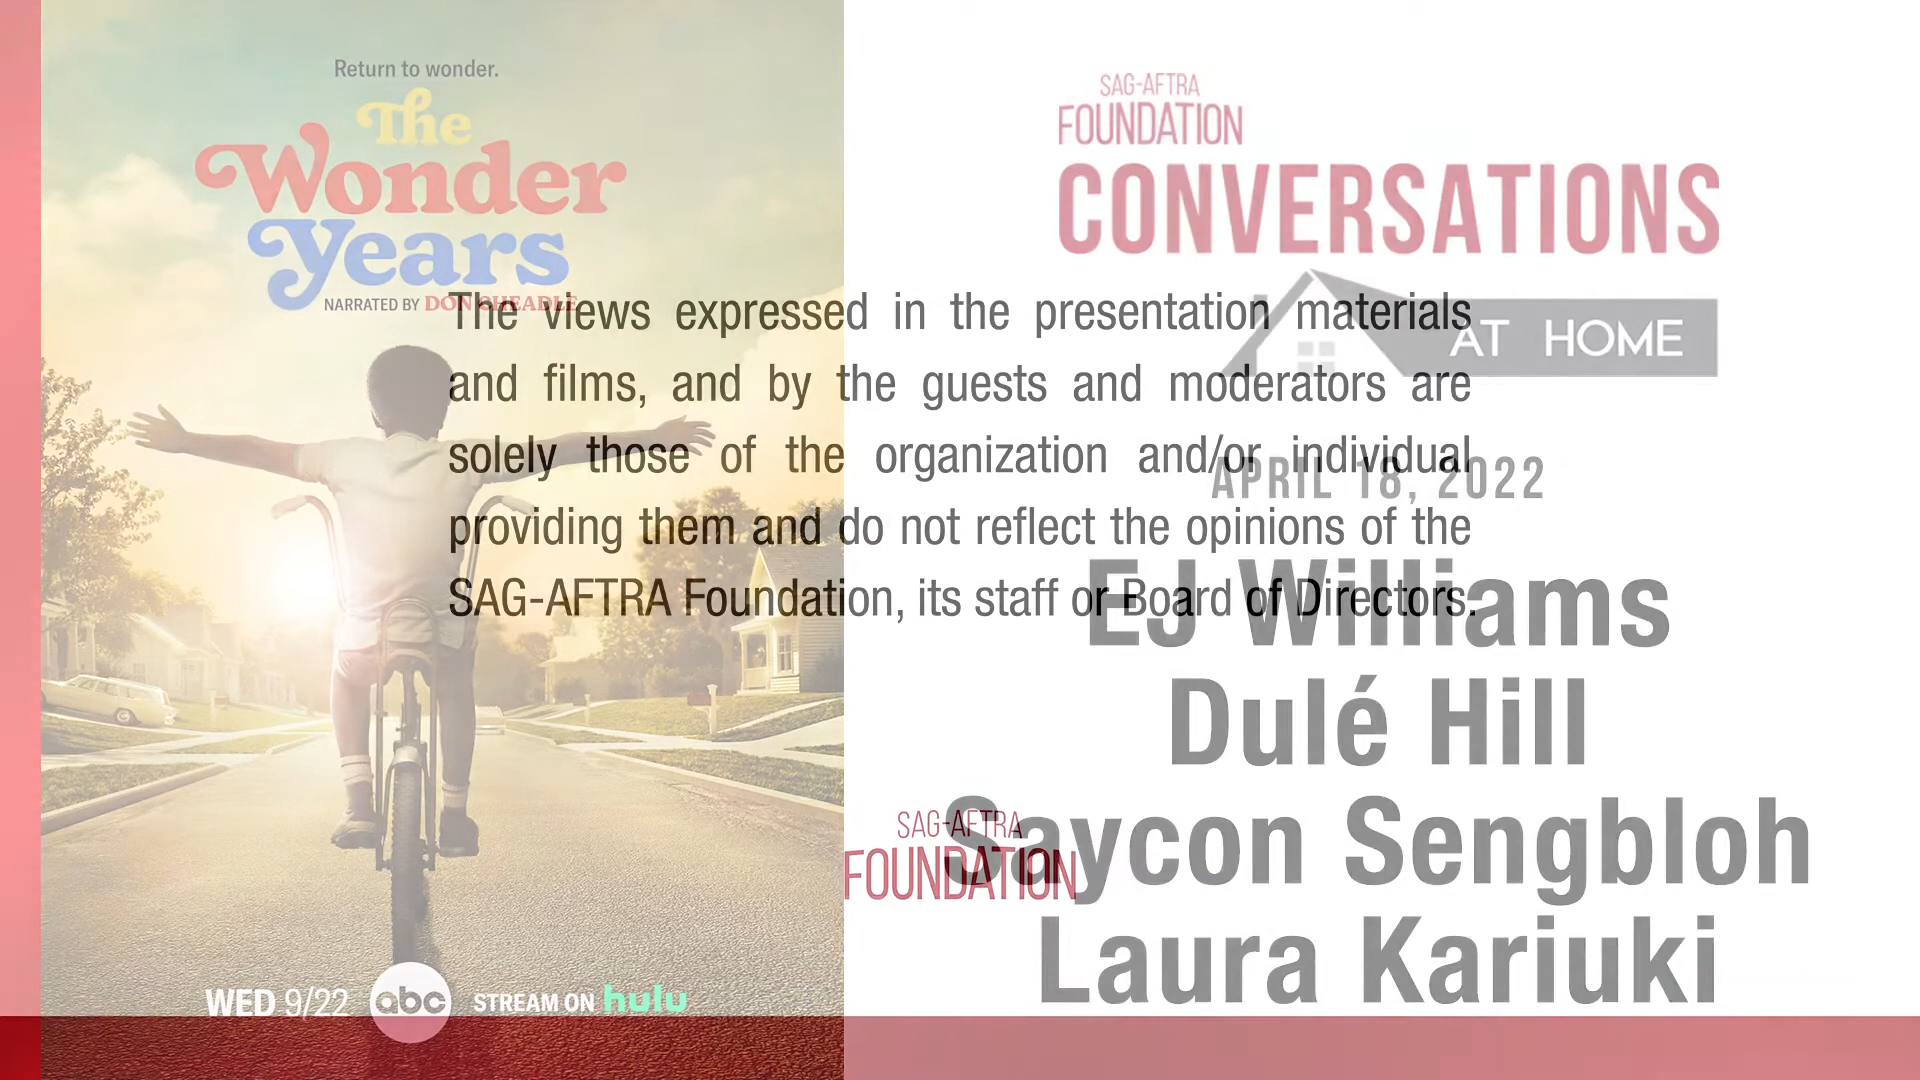 Return to wonder.
The
Wonder
Years
NARRATED BY DON CHEADLE
WED 9/22 abc STREAM ON hulu
The views expressed in the presentation materials
and films, and by the guests and moderators are
solely those of the organization and/or individual
providing them and do not reflect the opinions of the
SAG-AFTRA Foundation, its staff or Board of Directors.
SAG-AFTRA
FOUNDATION
SAG-AFTRA
FOUNDATION
CONVERSATIONS
AT HOME
APRIL 18, 2022
EJ Williams
Dulé Hill
Saycon Sengbloh
Laura Kariuki